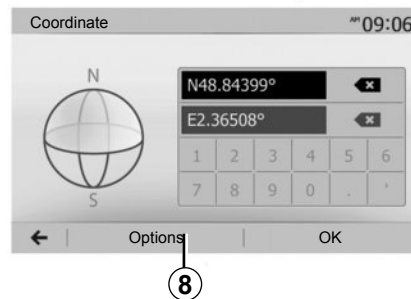 Coordinate AM 09:06
N
S
N48.84399°
E2.36508°
1 2 3 4 5 6
7 8 9 0 . '
Options OK
8